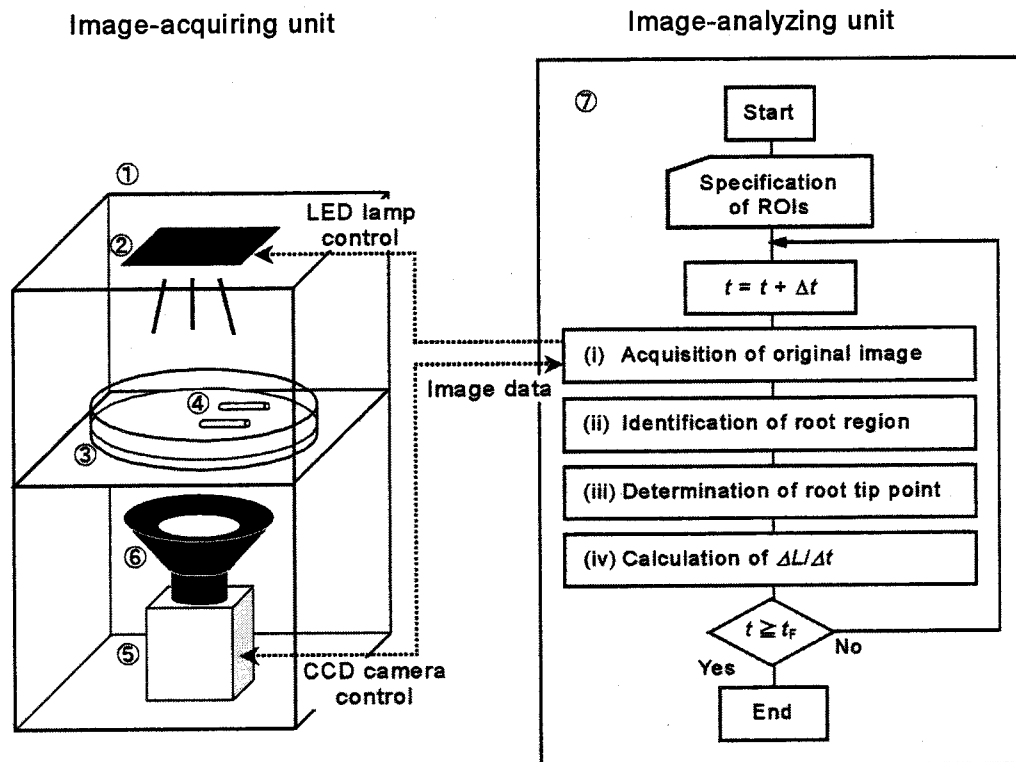 Image-acquiring unit
Image-analyzing unit
①
②
LED lamp
control
③
④
⑤
⑥
CCD camera
control
Image data
⑦
Start
Specification
of ROIs
t = t + Δt
(i) Acquisition of original image
(ii) Identification of root region
(iii) Determination of root tip point
(iv) Calculation of ΔL/Δt
t ≧ tF
No
Yes
End